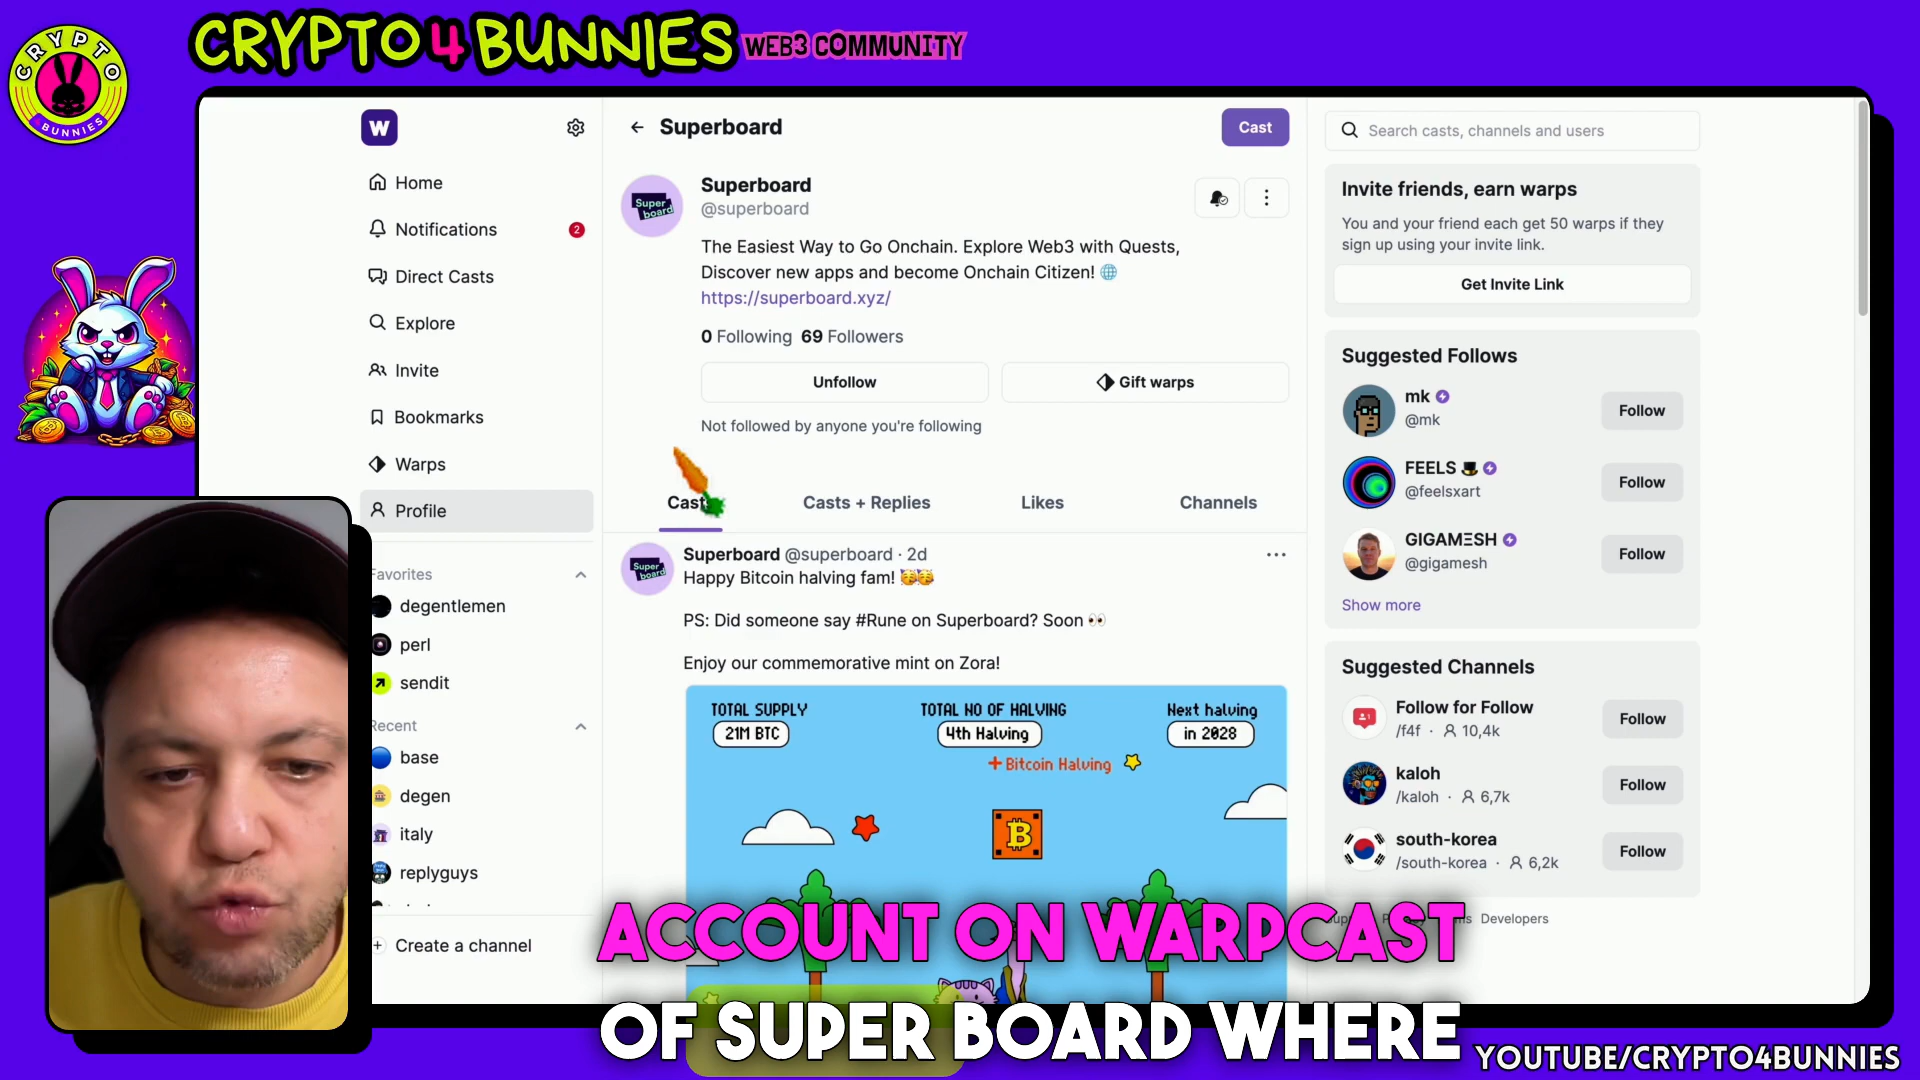 CRYPTO
BUNNIES
CRYPTO4BUNNIES WEB3 COMMUNITY
W
Home
Notifications 2
Direct Casts
Explore
Invite
Bookmarks
Warps
Profile
Favorites
degentlemen
perl
sendit
Recent
base
degen
italy
replyguys
Create a channel
Superboard
Cast
Super board
Superboard
@superboard
The Easiest Way to Go Onchain. Explore Web3 with Quests,
Discover new apps and become Onchain Citizen! 🌐
https://superboard.xyz/
0 Following 69 Followers
Unfollow
Gift warps
Not followed by anyone you're following
Casts
Casts + Replies
Likes
Channels
Super board
Superboard @superboard · 2d
Happy Bitcoin halving fam! 🥳🥳
PS: Did someone say #Rune on Superboard? Soon 👀
Enjoy our commemorative mint on Zora!
TOTAL SUPPLY
21M BTC
TOTAL NO OF HALVING
4th Halving
Next halving
in 2028
+Bitcoin Halving
Search casts, channels and users
Invite friends, earn warps
You and your friend each get 50 warps if they
sign up using your invite link.
Get Invite Link
Suggested Follows
mk
@mk
Follow
FEELS 🎩
@feelsxart
Follow
GIGAMΞSH
@gigamesh
Follow
Show more
Suggested Channels
Follow for Follow
/f4f · 10,4k
Follow
kaloh
/kaloh · 6,7k
Follow
south-korea
/south-korea · 6,2k
Follow
Developers
ACCOUNT ON WARPCAST
OF SUPER BOARD WHERE
YOUTUBE/CRYPTO4BUNNIES